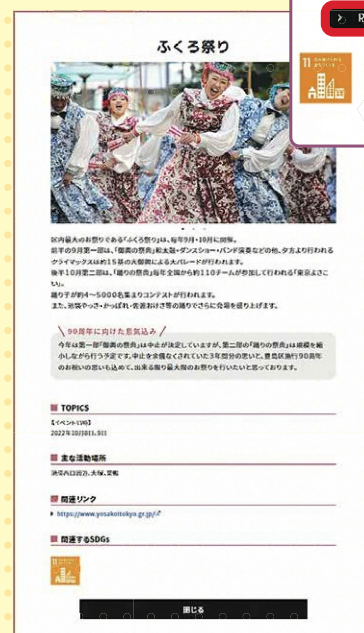 ふくろ祭り
区内最大のお祭りである「ふくろ祭り」は、毎年9月・10月に開催。
前半の9月第一部は、「御輿の祭典」和太鼓・ダンスショー・バンド演奏などの他、夕方より行われる
クライマックスは約15基の大御輿による大パレードが行われます。
後半10月第二部は、「踊りの祭典」毎年全国から約110チームが参加して行われる「東京よさこ
い」。
踊り子が約4〜5000名集まりコンテストが行われます。
また、池袋やっさ・かっぽれ・佐渡おけさ等の踊りでさらに会場を盛り上げます。
90周年に向けた意気込み
今年は第一部「御輿の祭典」は中止が決定していますが、第二部の「踊りの祭典」は規模を縮
小しながら行う予定です。中止を余儀なくされていた3年間分の思いと、豊島区施行90周年
のお祝いの思いも込めて、出来る限り最大限のお祭りを行いたいと思っております。
TOPICS
【イベント日時】
2022年10月8日、9日
主な活動場所
池袋西口周辺、大塚、巣鴨
関連リンク
https://www.yosakoitokyo.gr.jp/
関連するSDGs
11
閉じる
11